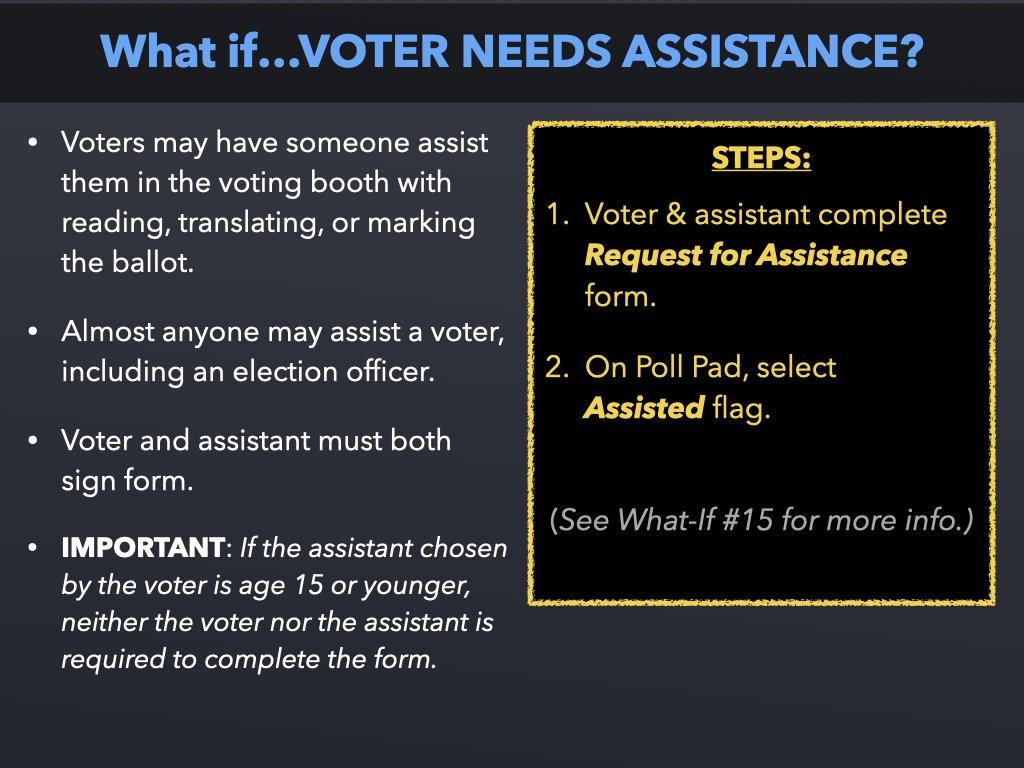 What if...VOTER NEEDS ASSISTANCE?
• Voters may have someone assist
them in the voting booth with
reading, translating, or marking
the ballot.
• Almost anyone may assist a voter,
including an election officer.
• Voter and assistant must both
sign form.
• IMPORTANT: If the assistant chosen
by the voter is age 15 or younger,
neither the voter nor the assistant is
required to complete the form.
STEPS:
1. Voter & assistant complete
Request for Assistance
form.
2. On Poll Pad, select
Assisted flag.
(See What-If #15 for more info.)